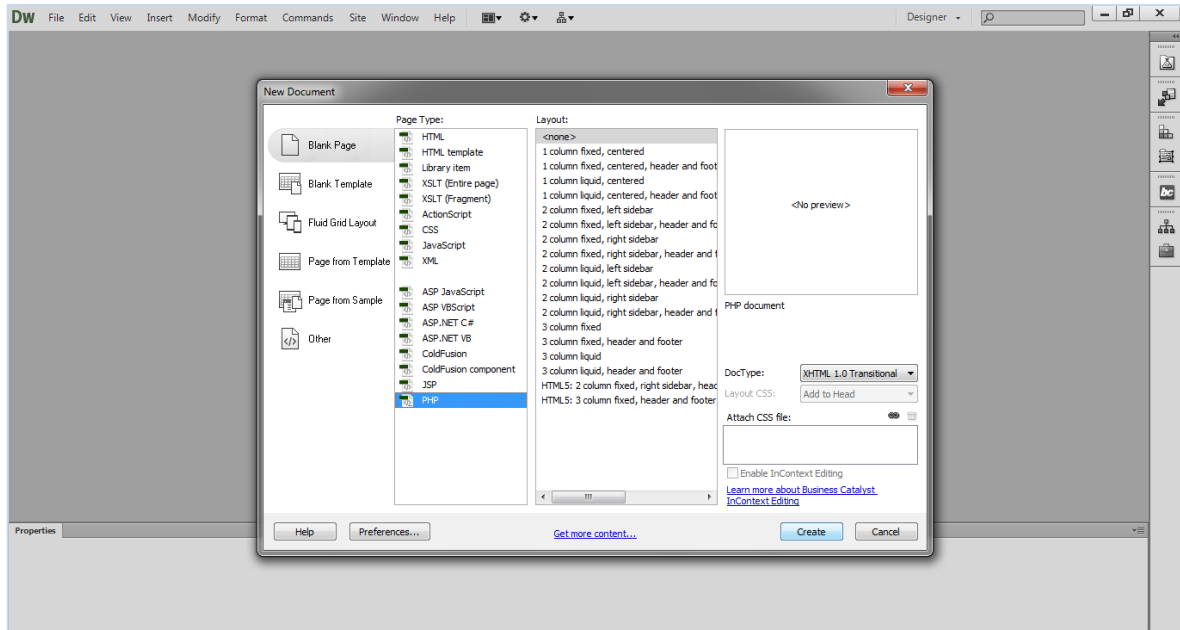 DW File Edit View Insert Modify Format Commands Site Window Help Designer
New Document
Page Type:
Layout:
Blank Page
Blank Template
Fluid Grid Layout
Page from Template
Page from Sample
Other
HTML
HTML template
Library item
XSLT (Entire page)
XSLT (Fragment)
ActionScript
CSS
JavaScript
XML
ASP JavaScript
ASP VBScript
ASP.NET C#
ASP.NET VB
ColdFusion
ColdFusion component
JSP
PHP
<none>
1 column fixed, centered
1 column fixed, centered, header and foot
1 column liquid, centered
1 column liquid, centered, header and foot
2 column fixed, left sidebar
2 column fixed, left sidebar, header and fo
2 column fixed, right sidebar
2 column fixed, right sidebar, header and f
2 column liquid, left sidebar
2 column liquid, left sidebar, header and fo
2 column liquid, right sidebar
2 column liquid, right sidebar, header and f
3 column fixed
3 column fixed, header and footer
3 column liquid
3 column liquid, header and footer
HTML5: 2 column fixed, right sidebar, head
HTML5: 3 column fixed, header and footer
<No preview>
PHP document
DocType: XHTML 1.0 Transitional
Layout CSS: Add to Head
Attach CSS file:
Enable InContext Editing
Learn more about Business Catalyst
InContext Editing
Help Preferences... Get more content... Create Cancel
Properties
bc